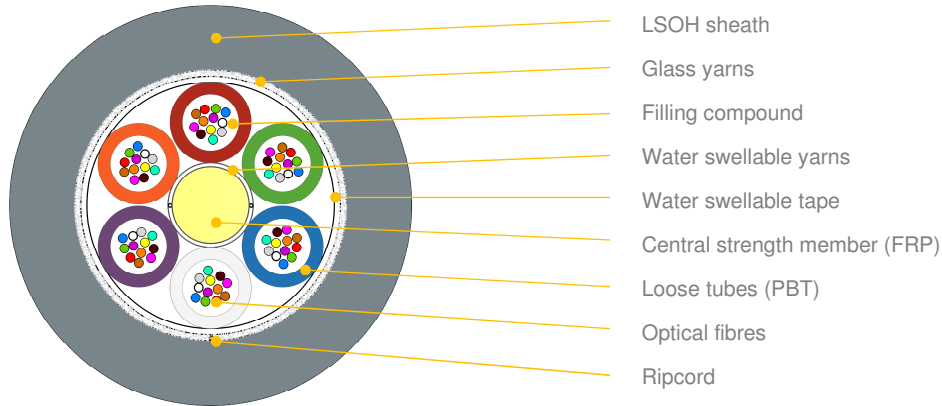 LSOH sheath
Glass yarns
Filling compound
Water swellable yarns
Water swellable tape
Central strength member (FRP)
Loose tubes (PBT)
Optical fibres
Ripcord